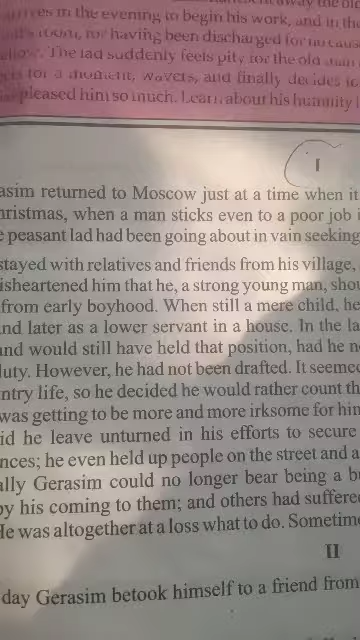 in the evening to begin his work, and in the
room, for having been discharged for no caus
The lad suddenly feels pity for the old man
for a moment, wavers, and finally decides to
pleased him so much. Learn about his humnity
I
asim returned to Moscow just at a time when it
hristmas, when a man sticks even to a poor job i
e peasant lad had been going about in vain seeking
stayed with relatives and friends from his village,
isheartened him that he, a strong young man, shou
from early boyhood. When still a mere child, he
and later as a lower servant in a house. In the la
und would still have held that position, had he n
duty. However, he had not been drafted. It seemed
ntry life, so he decided he would rather count th
was getting to be more and more irksome for him
id he leave unturned in his efforts to secure
nces; he even held up people on the street and a
ally Gerasim could no longer bear being a bu
by his coming to them; and others had suffered
He was altogether at a loss what to do. Sometime
II
day Gerasim betook himself to a friend from